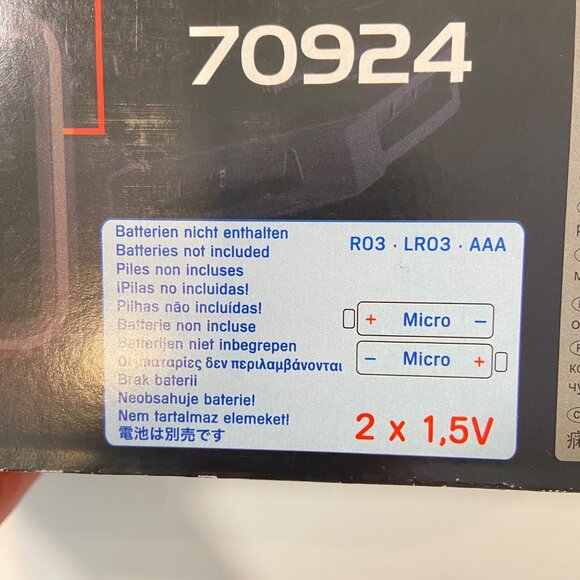 70924
Batterien nicht enthalten
Batteries not included
Piles non incluses
¡Pilas no incluidas!
Pilhas não incluídas!
Batterie non incluse
Batterijen niet inbegrepen
Οι μπαταρίες δεν περιλαμβάνονται
Brak baterii
Neobsahuje baterie!
Nem tartalmaz elemeket!
電池は別売です
R03 · LR03 · AAA
+ Micro −
− Micro +
2 x 1,5V